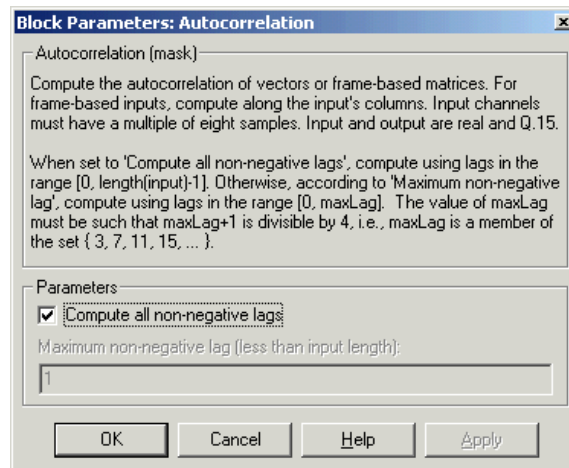 Block Parameters: Autocorrelation
Autocorrelation (mask)
Compute the autocorrelation of vectors or frame-based matrices. For
frame-based inputs, compute along the input's columns. Input channels
must have a multiple of eight samples. Input and output are real and Q.15.
When set to 'Compute all non-negative lags', compute using lags in the
range [0, length(input)-1]. Otherwise, according to 'Maximum non-negative
lag', compute using lags in the range [0, maxLag]. The value of maxLag
must be such that maxLag+1 is divisible by 4, i.e., maxLag is a member of
the set { 3, 7, 11, 15, ... }.
Parameters
Compute all non-negative lags
Maximum non-negative lag (less than input length):
1
OK Cancel Help Apply